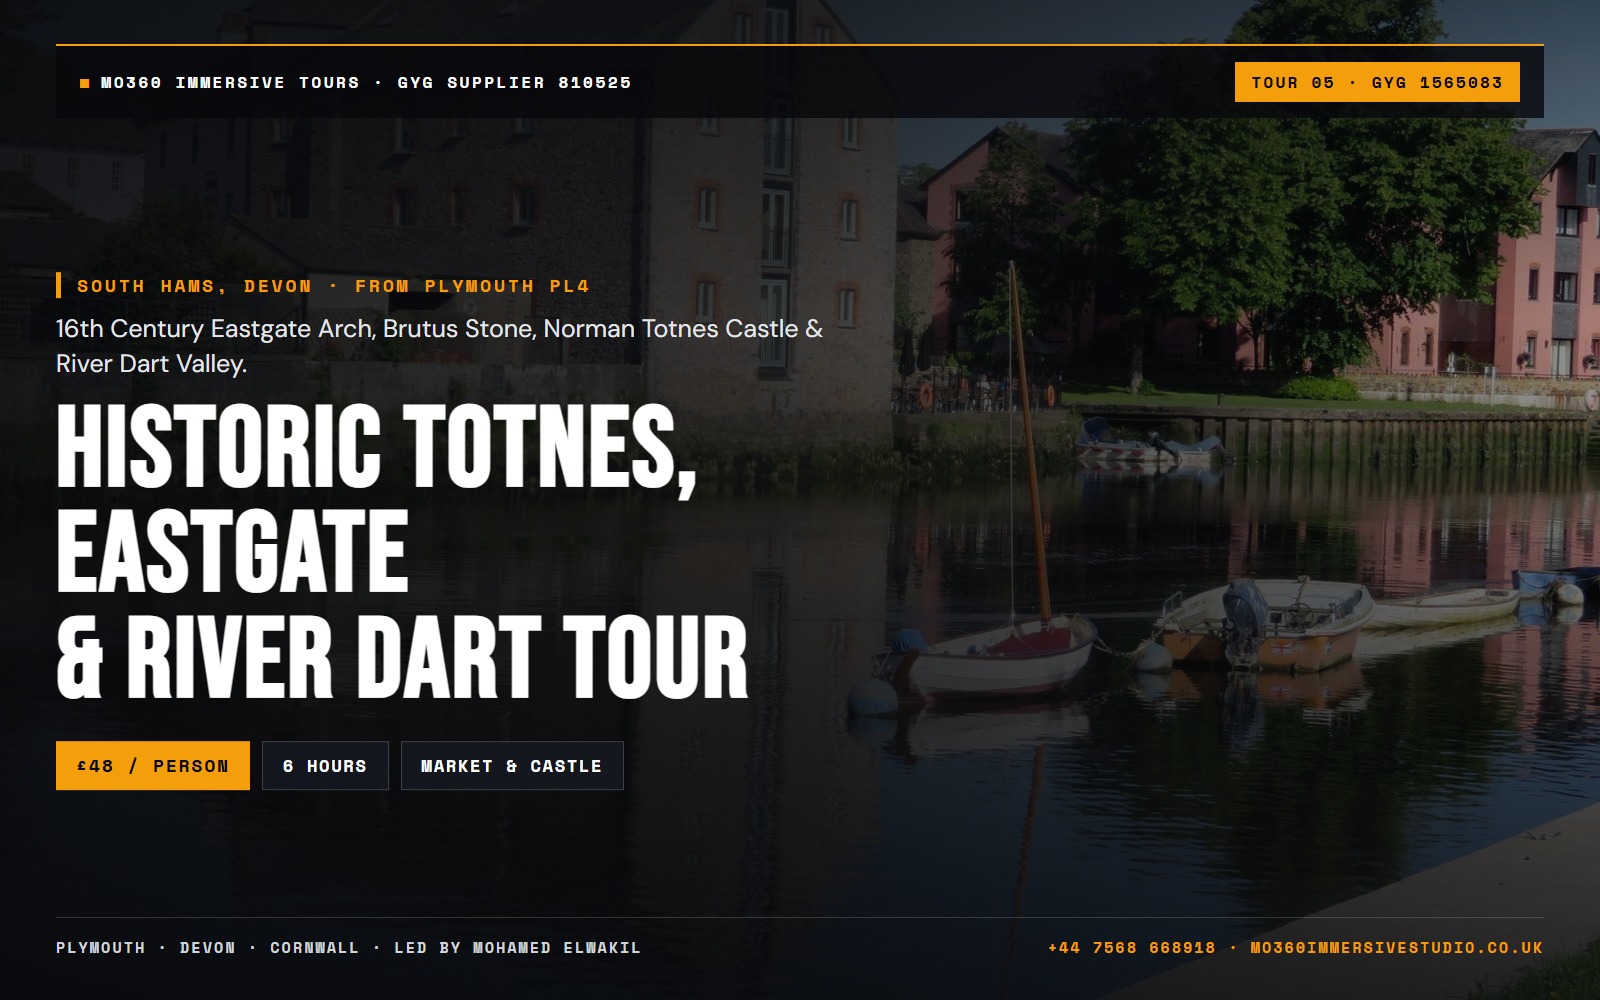 MO360 IMMERSIVE TOURS · GYG SUPPLIER 810525
TOUR 05 · GYG 1565083
SOUTH HAMS, DEVON · FROM PLYMOUTH PL4
16th Century Eastgate Arch, Brutus Stone, Norman Totnes Castle &
River Dart Valley.
HISTORIC TOTNES,
EASTGATE
& RIVER DART TOUR
£48 / PERSON
6 HOURS
MARKET & CASTLE
PLYMOUTH · DEVON · CORNWALL · LED BY MOHAMED ELWAKIL
+44 7568 668918 · MO360IMMERSIVESTUDIO.CO.UK